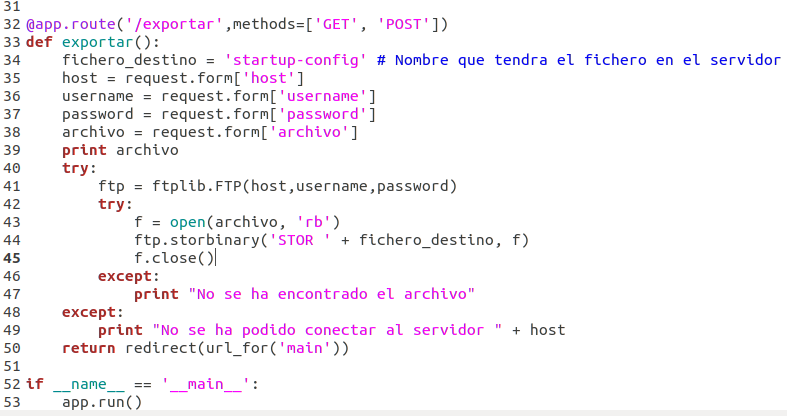 31
32 @app.route('/exportar',methods=['GET', 'POST'])
33 def exportar():
34     fichero_destino = 'startup-config' # Nombre que tendra el fichero en el servidor
35     host = request.form['host']
36     username = request.form['username']
37     password = request.form['password']
38     archivo = request.form['archivo']
39     print archivo
40     try:
41         ftp = ftplib.FTP(host,username,password)
42         try:
43             f = open(archivo, 'rb')
44             ftp.storbinary('STOR ' + fichero_destino, f)
45             f.close()
46         except:
47             print "No se ha encontrado el archivo"
48     except:
49         print "No se ha podido conectar al servidor " + host
50     return redirect(url_for('main'))
51
52 if __name__ == '__main__':
53     app.run()